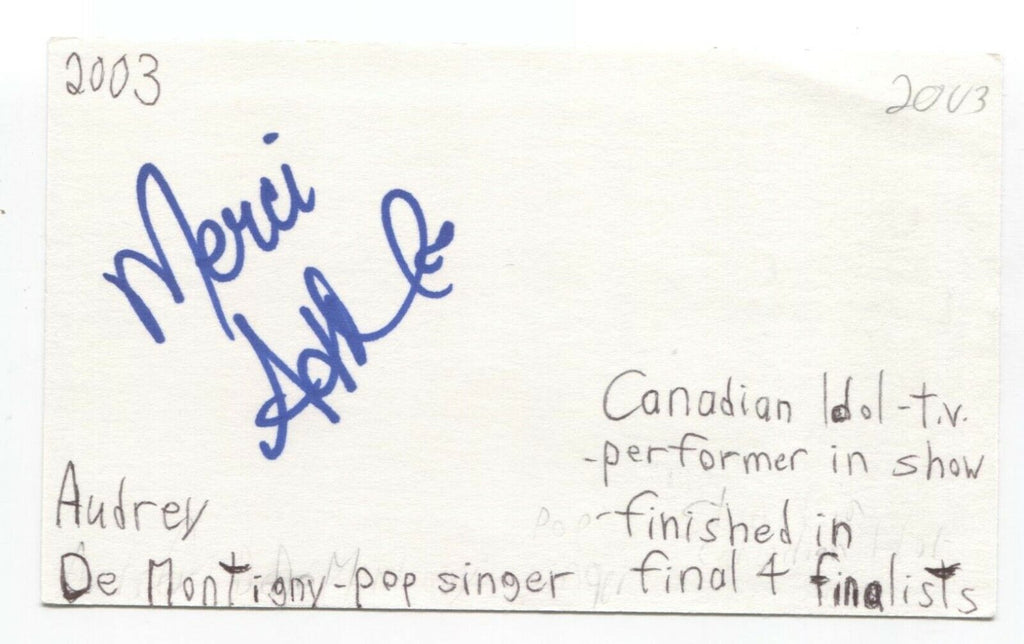 2003
2003
Merci
Audrey
De Montigny-pop singer
Canadian Idol-t.v.
-performer in show
-finished in
final 4 finalists